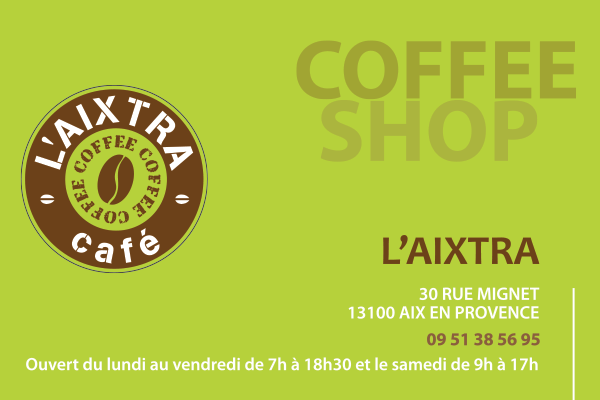 COFFEE
SHOP
L'AIXTRA
COFFEE COFFEE COFFEE COFFEE
café
L’AIXTRA
30 RUE MIGNET
13100 AIX EN PROVENCE
09 51 38 56 95
Ouvert du lundi au vendredi de 7h à 18h30 et le samedi de 9h à 17h